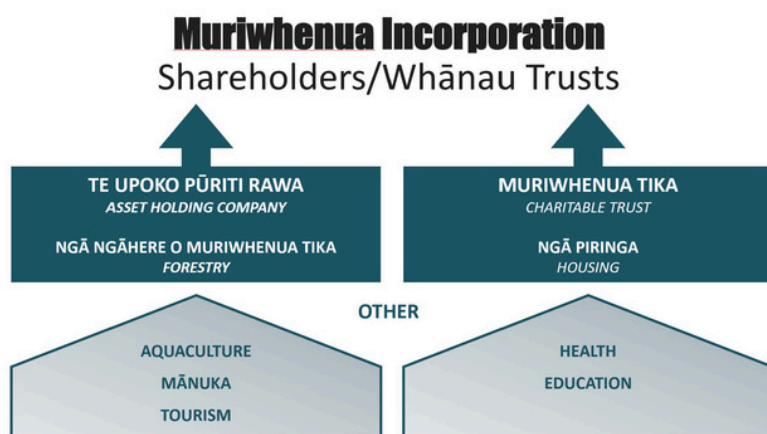 Muriwhenua Incorporation
Shareholders/Whānau Trusts
TE UPOKO PŪRITI RAWA
ASSET HOLDING COMPANY
NGĀ NGĀHERE O MURIWHENUA TIKA
FORESTRY
MURIWHENUA TIKA
CHARITABLE TRUST
NGĀ PIRINGA
HOUSING
OTHER
AQUACULTURE
MĀNUKA
TOURISM
HEALTH
EDUCATION